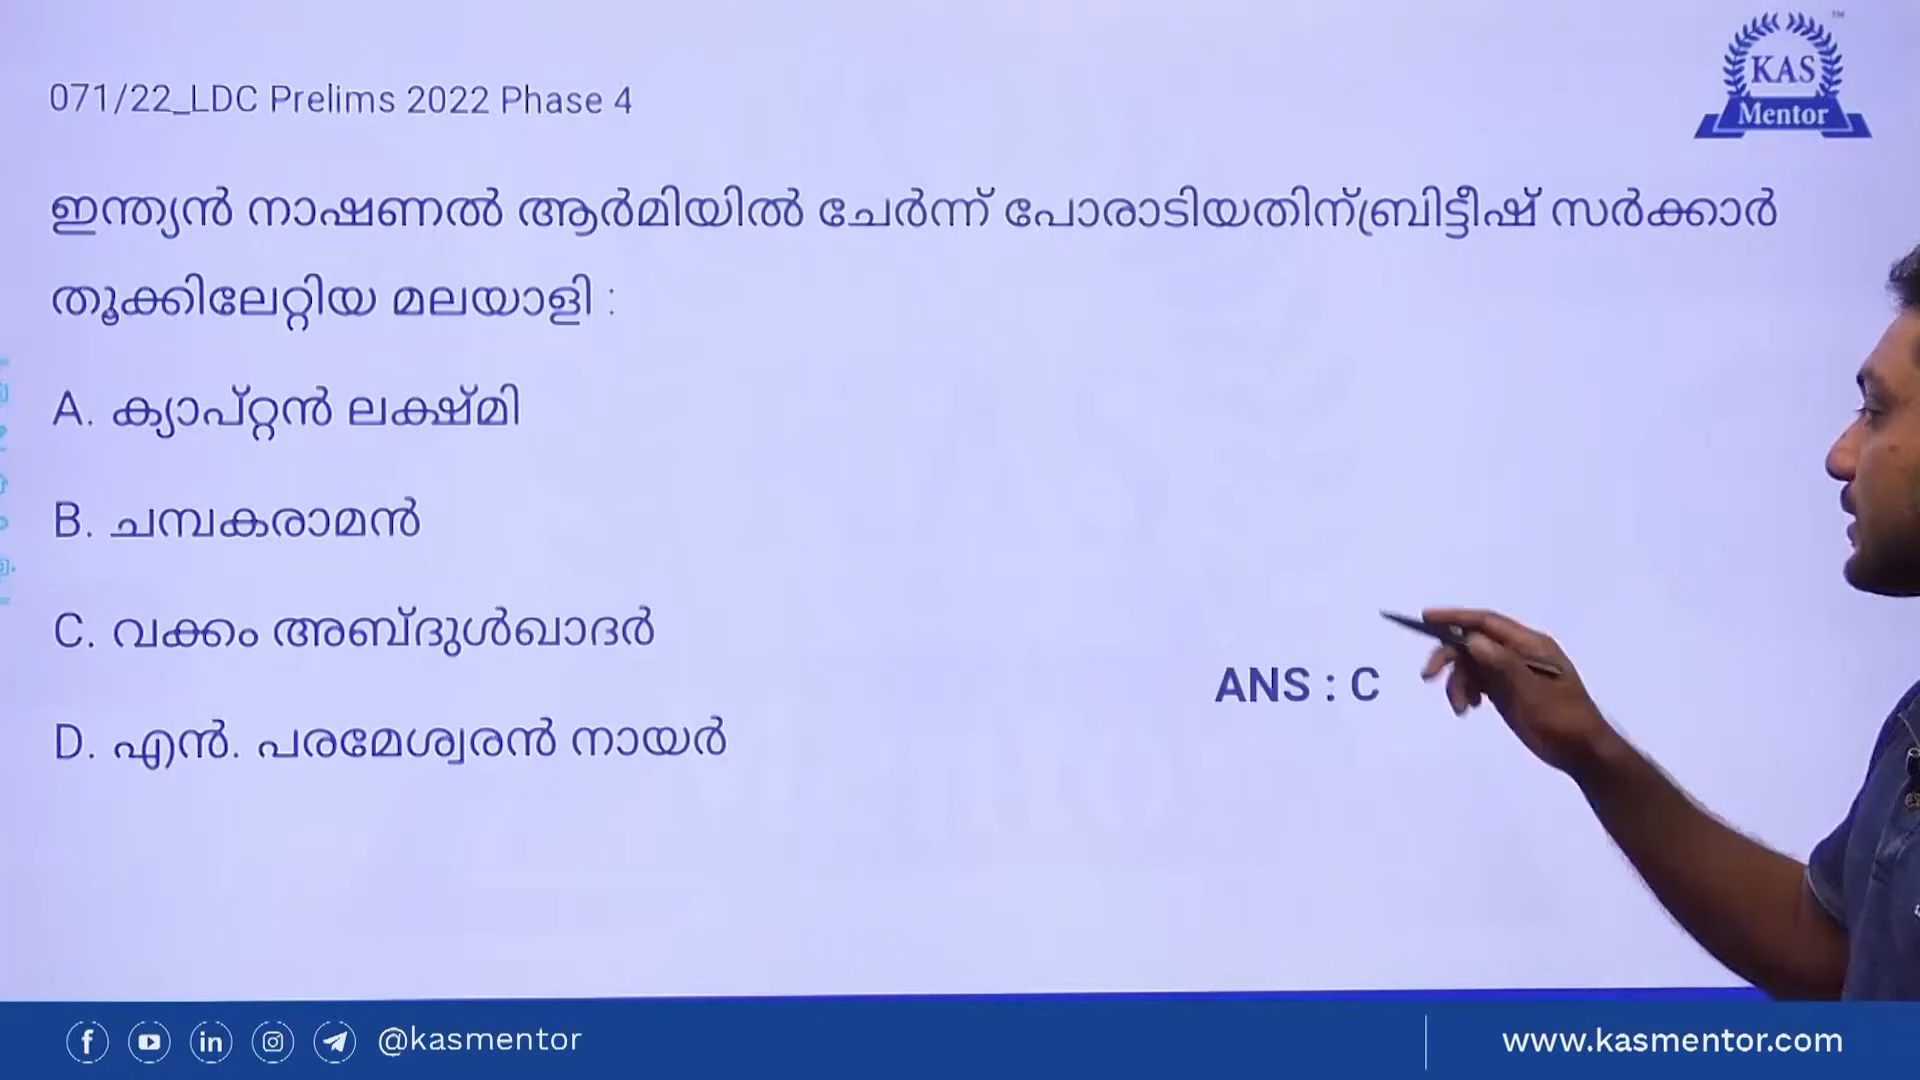 KAS
Mentor
071/22_LDC Prelims 2022 Phase 4
ഇന്ത്യൻ നാഷണൽ ആർമിയിൽ ചേർന്ന് പോരാടിയതിന്ബ്രിട്ടീഷ് സർക്കാർ
തൂക്കിലേറ്റിയ മലയാളി :
A. ക്യാപ്റ്റൻ ലക്ഷ്മി
B. ചമ്പകരാമൻ
C. വക്കം അബ്ദുൾഖാദർ
ANS : C
D. എൻ. പരമേശ്വരൻ നായർ
@kasmentor
www.kasmentor.com